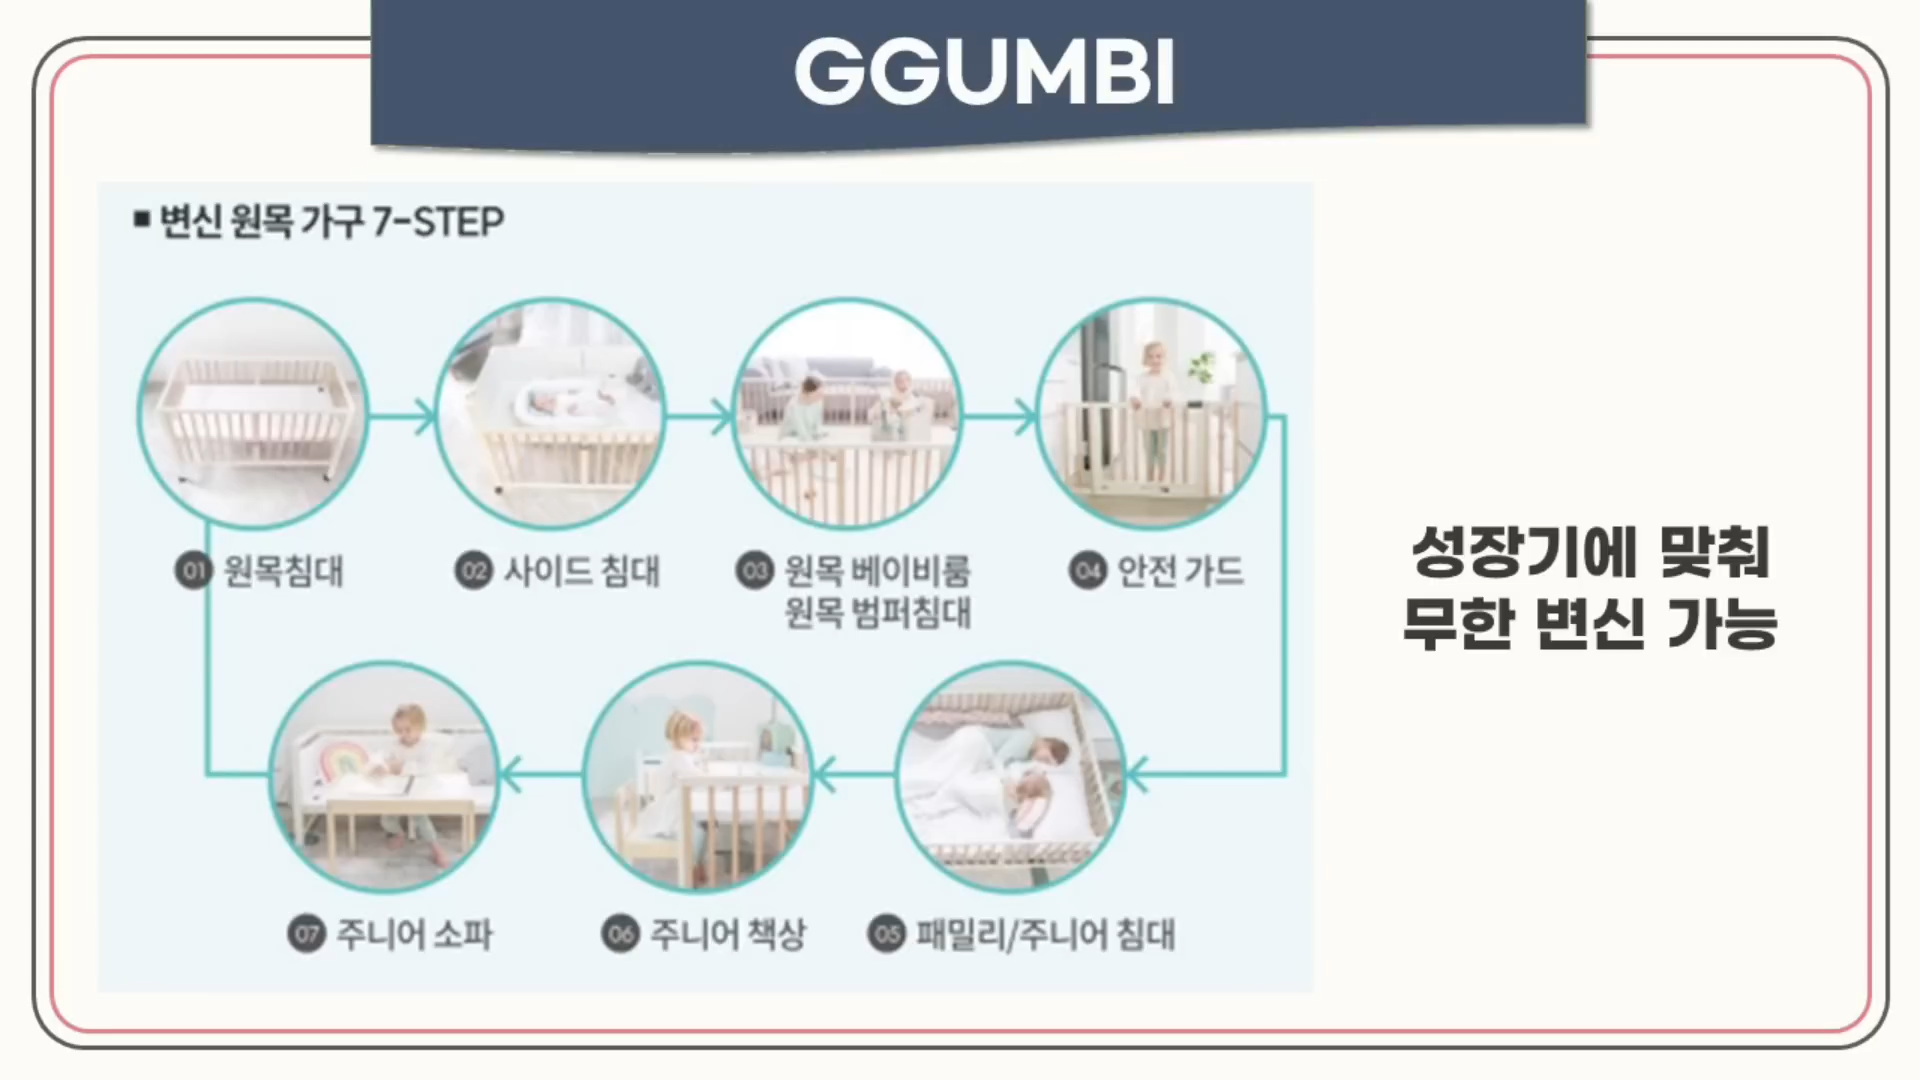 GGUMBI
■ 변신 원목 가구 7-STEP
01 원목침대
02 사이드 침대
03 원목 베이비룸
원목 범퍼침대
04 안전 가드
07 주니어 소파
06 주니어 책상
05 패밀리/주니어 침대
성장기에 맞춰
무한 변신 가능